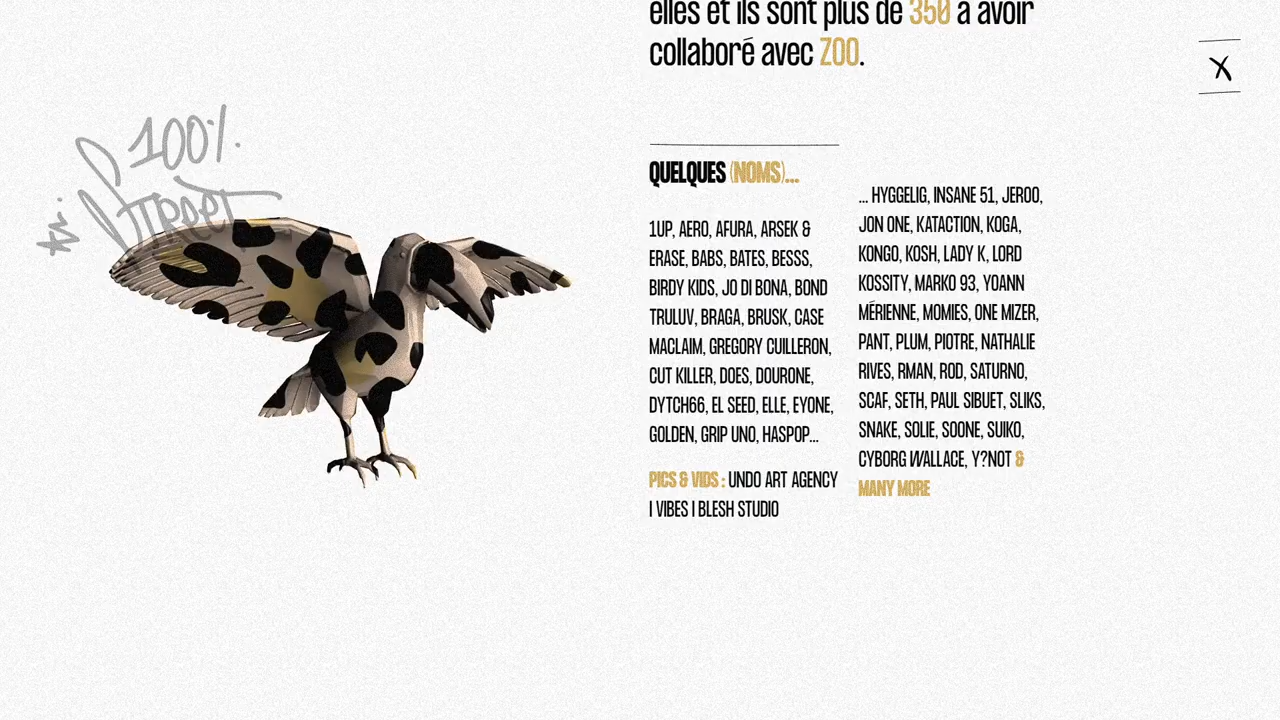 elles et ils sont plus de 350 à avoir
collaboré avec ZOO.
X
100%
STREET
QUELQUES (NOMS)...
1UP, AERO, AFURA, ARSEK &
ERASE, BABS, BATES, BESSS,
BIRDY KIDS, JO DI BONA, BOND
TRULUV, BRAGA, BRUSK, CASE
MACLAIM, GREGORY CUILLERON,
CUT KILLER, DOES, DOURONE,
DYTCH66, EL SEED, ELLE, EYONE,
GOLDEN, GRIP UNO, HASPOP...
PICS & VIDS : UNDO ART AGENCY
I VIBES I BLESH STUDIO
... HYGGELIG, INSANE 51, JEROO,
JON ONE, KATACTION, KOGA,
KONGO, KOSH, LADY K, LORD
KOSSITY, MARKO 93, YOANN
MÉRIENNE, MOMIES, ONE MIZER,
PANT, PLUM, PIOTRE, NATHALIE
RIVES, RMAN, ROD, SATURNO,
SCAF, SETH, PAUL SIBUET, SLIKS,
SNAKE, SOLIE, SOONE, SUIKO,
CYBORG WALLACE, Y?NOT &
MANY MORE